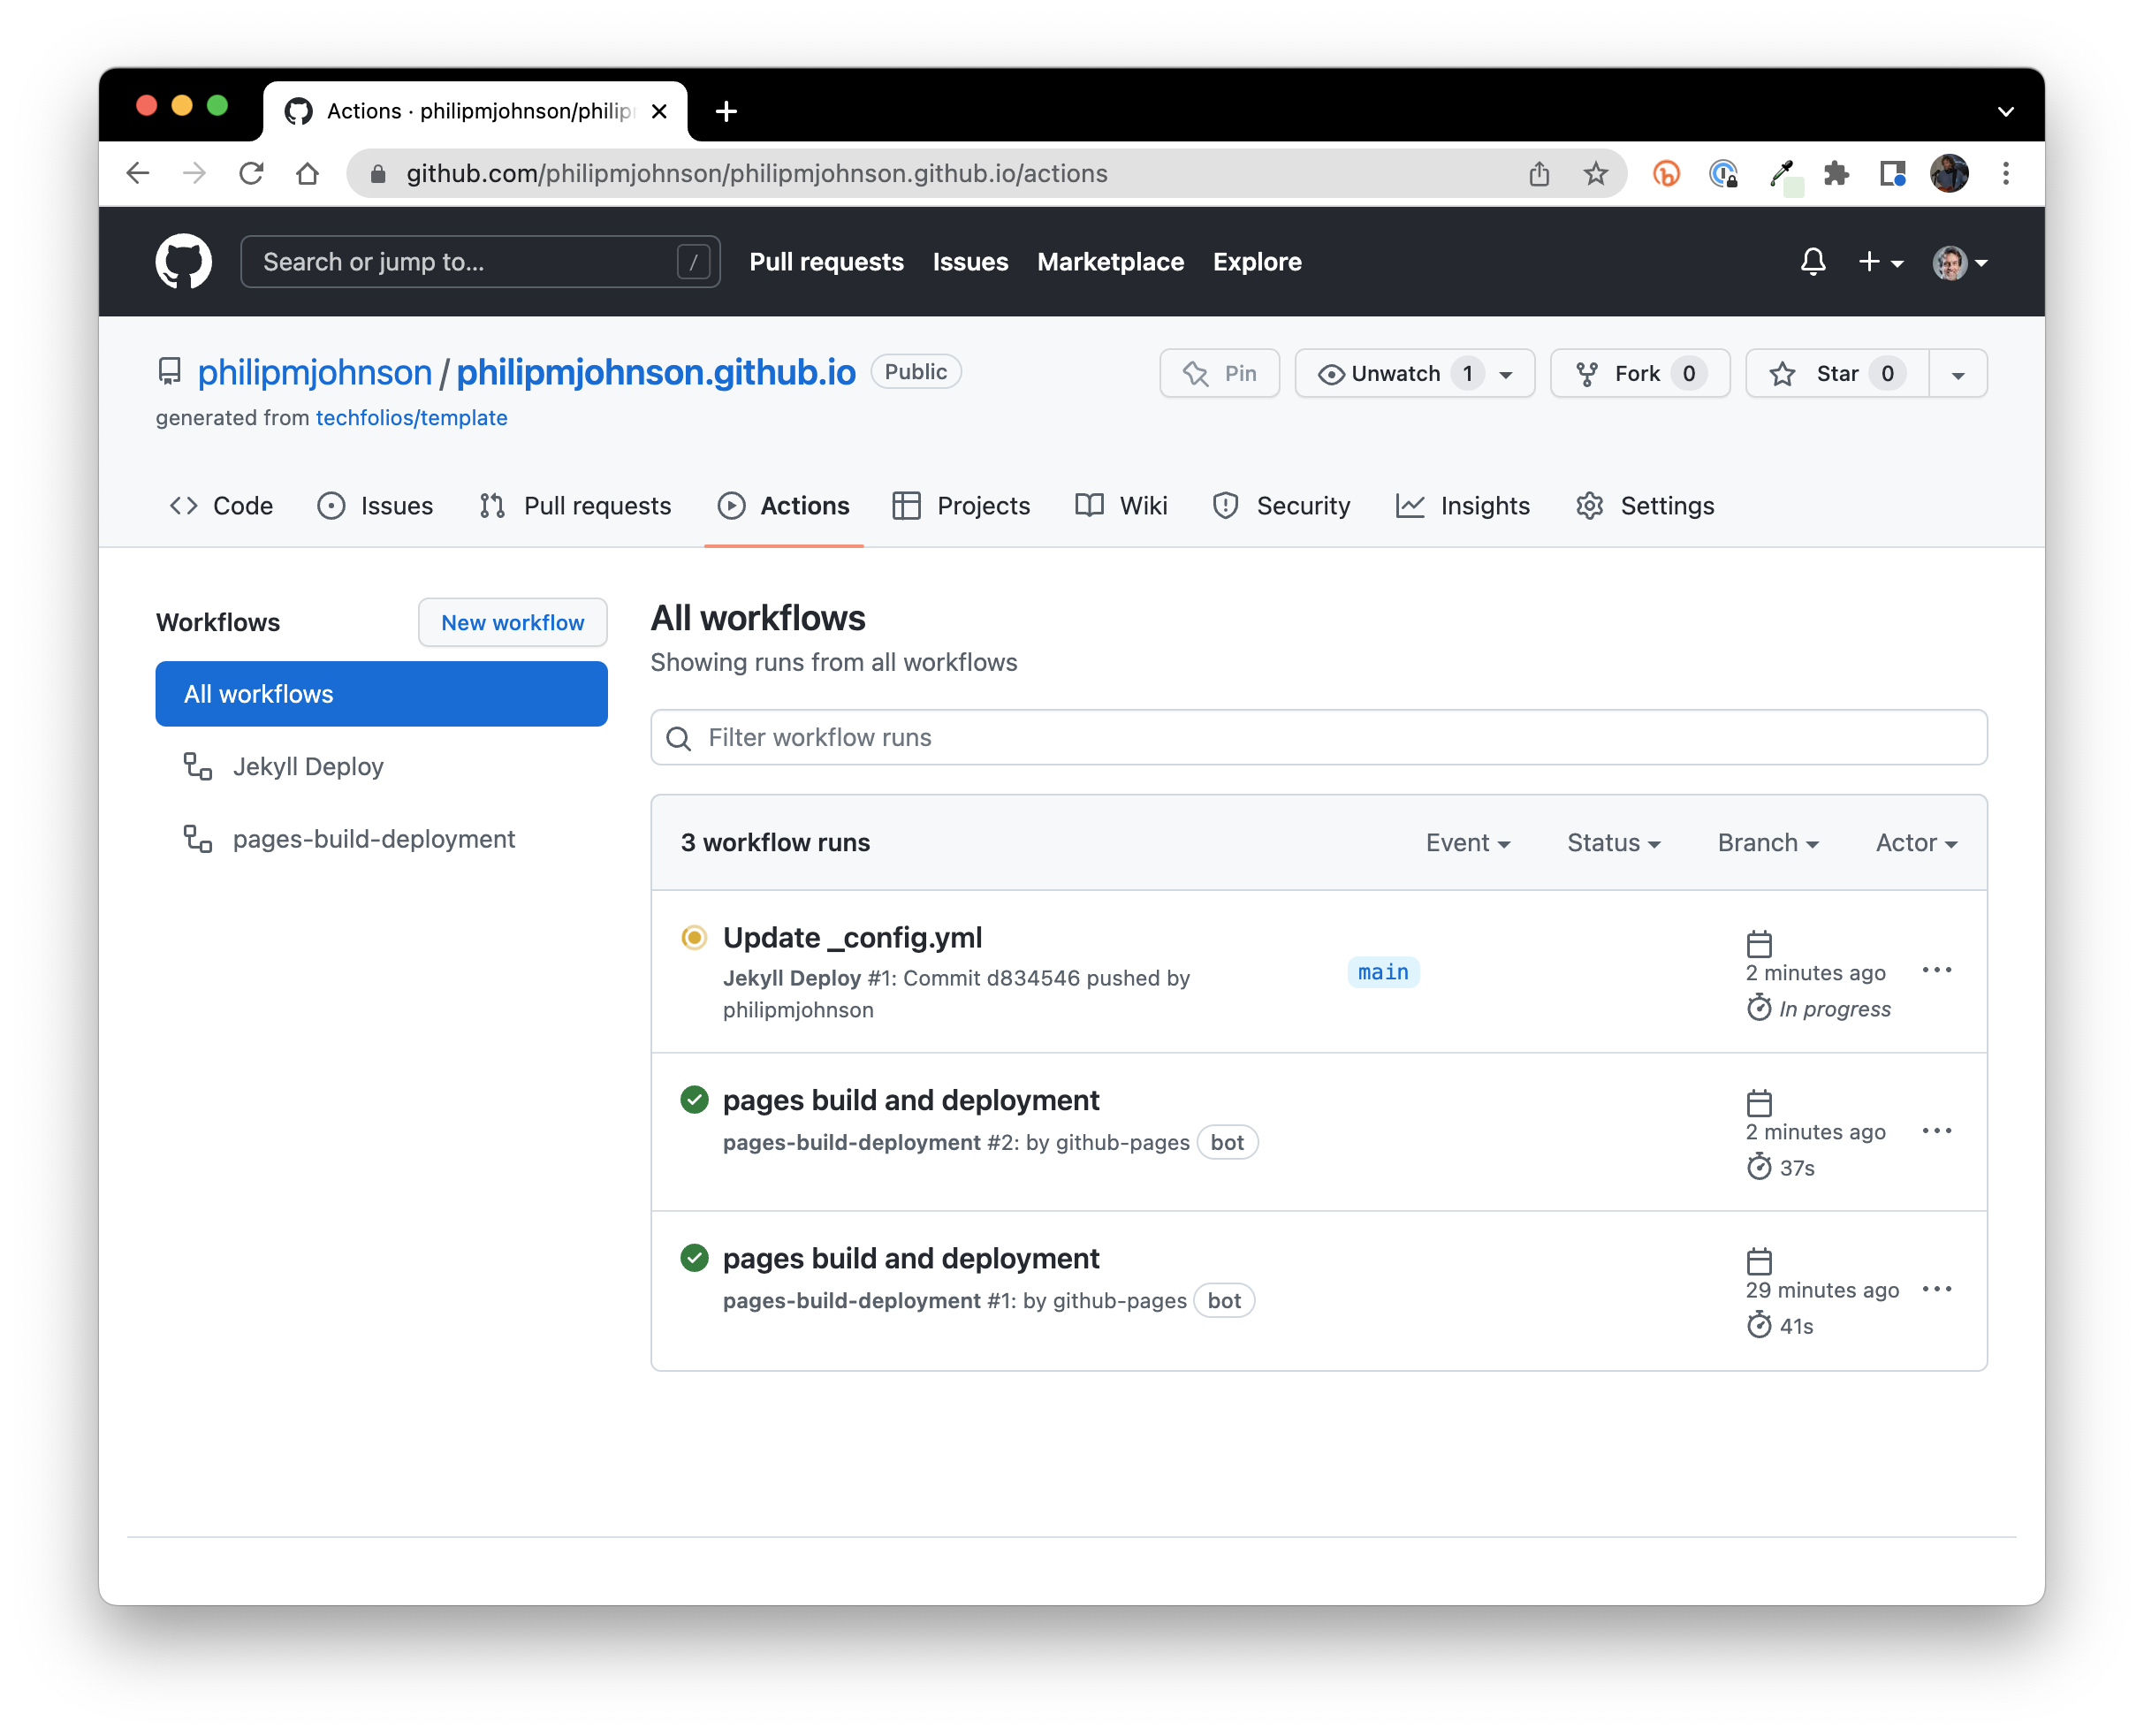 Actions · philipmjohnson/philip
github.com/philipmjohnson/philipmjohnson.github.io/actions
Search or jump to... /
Pull requests Issues Marketplace Explore
philipmjohnson / philipmjohnson.github.io Public
Pin Unwatch 1 Fork 0 Star 0
generated from techfolios/template
Code Issues Pull requests Actions Projects Wiki Security Insights Settings
Workflows New workflow
All workflows
Jekyll Deploy
pages-build-deployment
All workflows
Showing runs from all workflows
Filter workflow runs
3 workflow runs Event Status Branch Actor
Update _config.yml
Jekyll Deploy #1: Commit d834546 pushed by
philipmjohnson
main
2 minutes ago
In progress
pages build and deployment
pages-build-deployment #2: by github-pages bot
2 minutes ago
37s
pages build and deployment
pages-build-deployment #1: by github-pages bot
29 minutes ago
41s